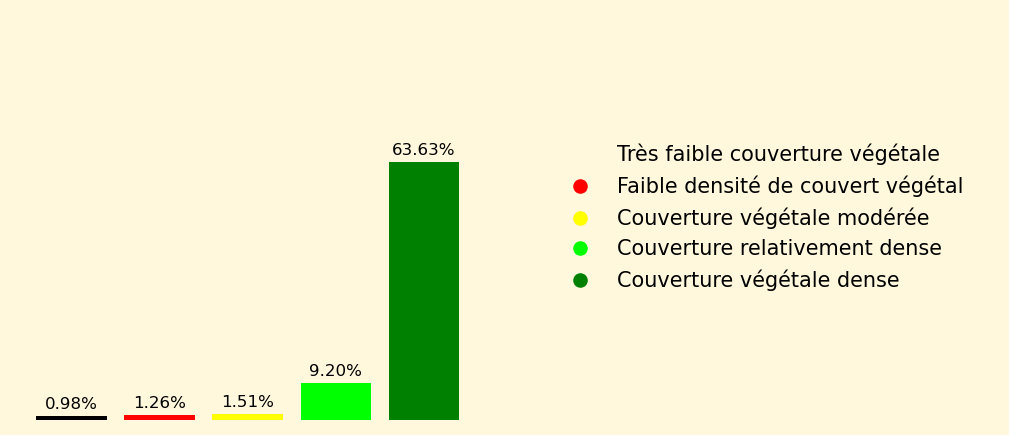 63.63%
9.20%
0.98%
1.26%
1.51%
Très faible couverture végétale
Faible densité de couvert végétal
Couverture végétale modérée
Couverture relativement dense
Couverture végétale dense